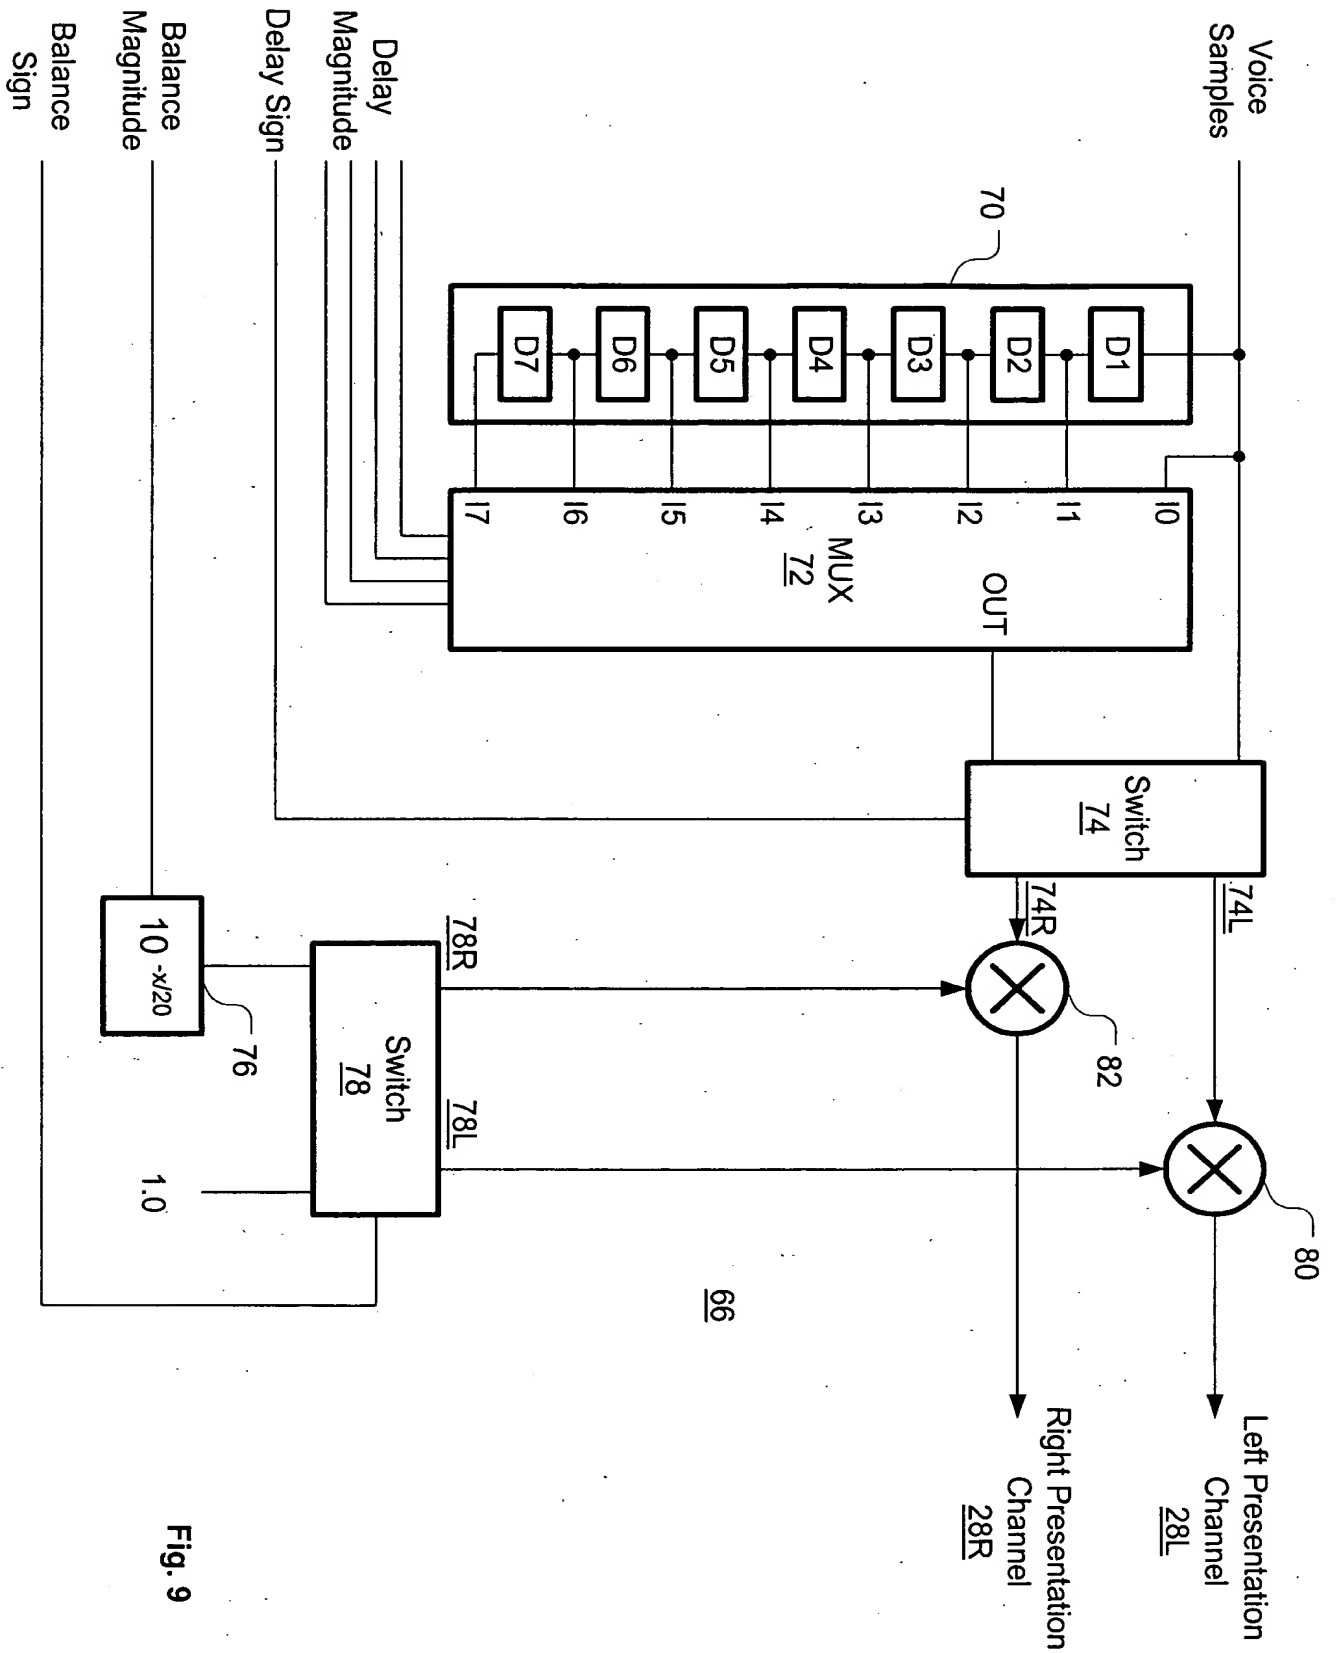 Voice
Samples
70
D1
D2
D3
D4
D5
D6
D7
I0
I1
I2
I3
I4
I5
I6
I7
OUT
MUX
72
Switch
74
74L
74R
80
82
Left Presentation
Channel
28L
Right Presentation
Channel
28R
66
Delay
Magnitude
Delay Sign
78R
78L
Switch
78
Balance
Magnitude
10 -x/20
76
1.0
Balance
Sign
Fig. 9